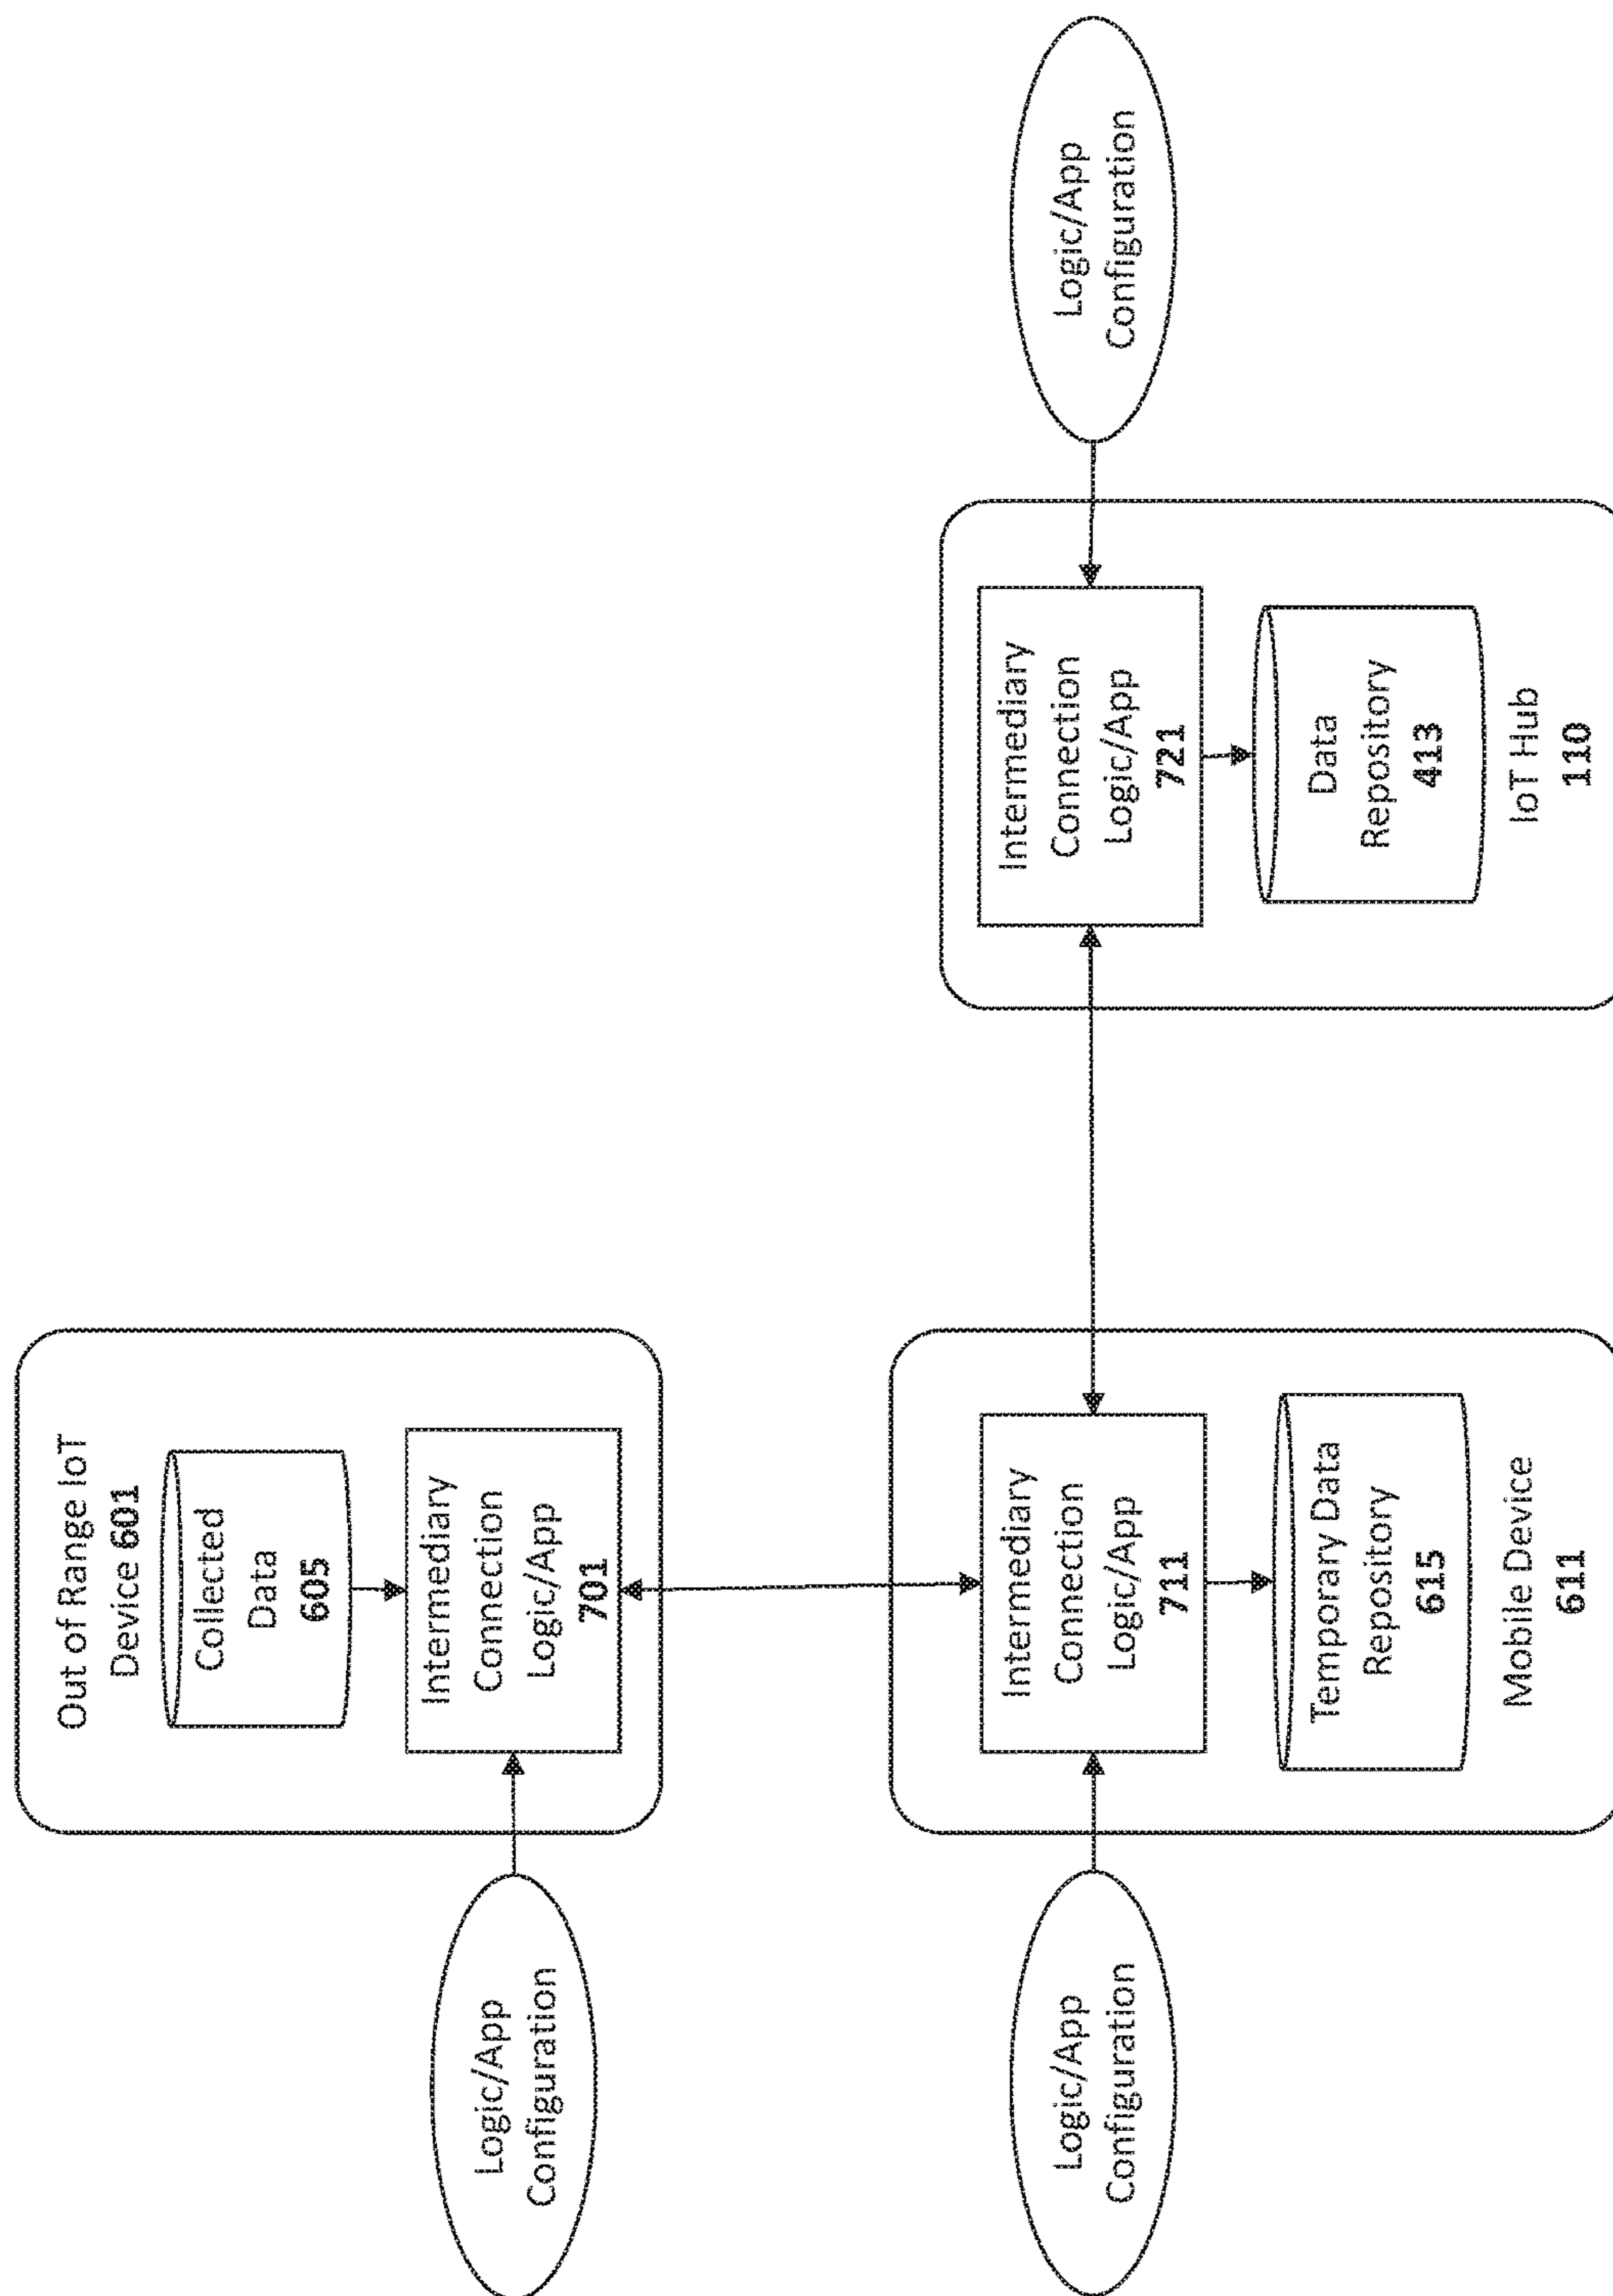 Out of Range IoT
Device 601
Collected
Data
605
Intermediary
Connection
Logic/App
701
Logic/App
Configuration
Logic/App
Configuration
Intermediary
Connection
Logic/App
711
Temporary Data
Repository
615
Mobile Device
611
Intermediary
Connection
Logic/App
721
Data
Repository
413
IoT Hub
110
Logic/App
Configuration